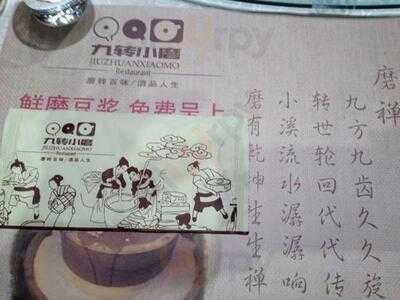 九转小磨
JIUZHUANXIAOMO
Restaurant
磨转百味/酒品人生
鲜磨豆浆 免费呈上
九转小磨
JIUZHUANXIAOMO
Restaurant
磨转百味/酒品人生
磨禅
九方九齿久久旋
转世轮回代代传
小溪流水潺潺响
磨有乾坤生生禅